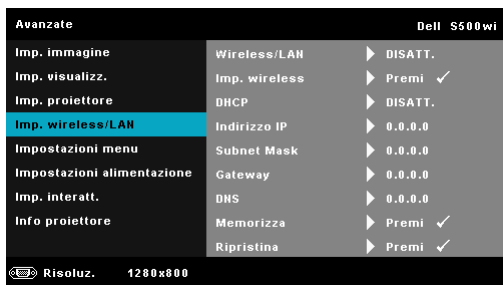 Avanzate Dell S500wi
Imp. immagine
Imp. visualizz.
Imp. proiettore
Imp. wireless/LAN
Impostazioni menu
Impostazioni alimentazione
Imp. interatt.
Info proiettore
Wireless/LAN DISATT.
Imp. wireless Premi ✓
DHCP DISATT.
Indirizzo IP 0.0.0.0
Subnet Mask 0.0.0.0
Gateway 0.0.0.0
DNS 0.0.0.0
Memorizza Premi ✓
Ripristina Premi ✓
Risoluz. 1280x800